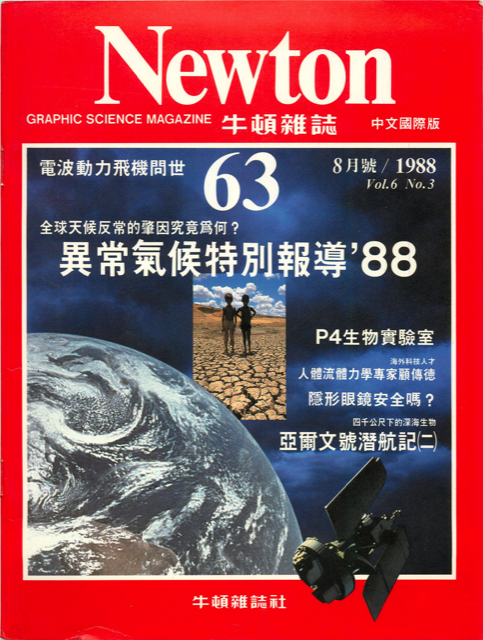 Newton
GRAPHIC SCIENCE MAGAZINE 牛頓雜誌 中文國際版
電波動力飛機問世
63
8月號 / 1988
Vol.6 No.3
全球天候反常的肇因究竟爲何?
異常氣候特別報導'88
P4生物實驗室
海外科技人才
人體流體力學專家顧傳德
隱形眼鏡安全嗎?
四千公尺下的深海生物
亞爾文號潛航記(二)
牛頓雜誌社